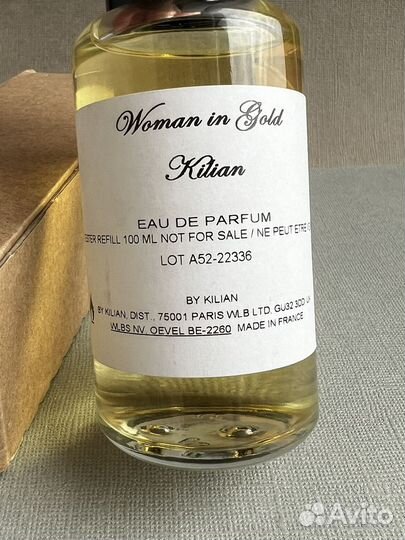 Woman in Gold
Kilian
EAU DE PARFUM
REFILL 100 ML NOT FOR SALE / NE PEUT ETRE
LOT A52-22336
BY KILIAN
BY KILIAN, DIST., 75001 PARIS WLB LTD. GU32 3DD
WLBS NV. OEVEL BE-2260 MADE IN FRANCE
Avito